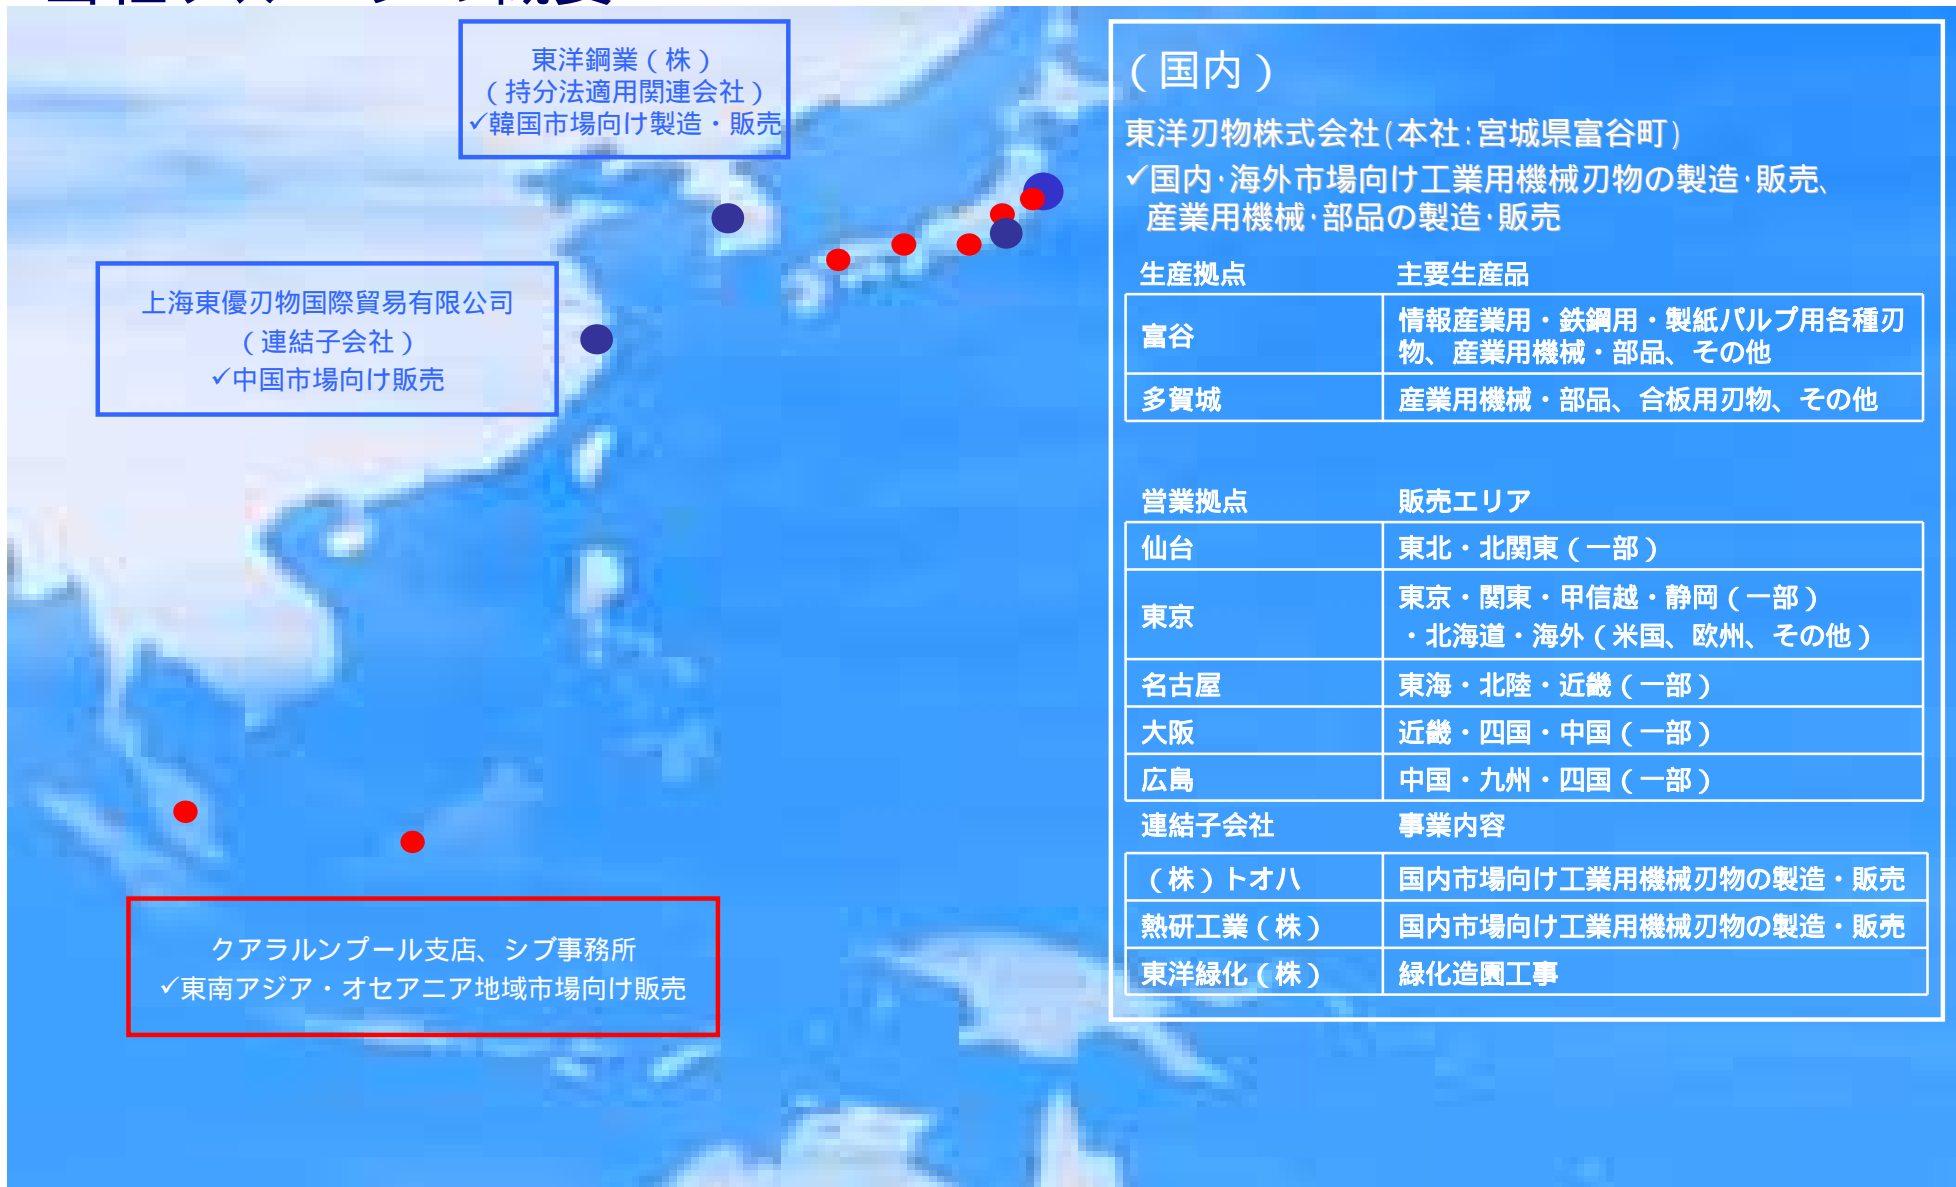 東洋鋼業（株）
（持分法適用関連会社）
✓韓国市場向け製造・販売
上海東優刃物国際貿易有限公司
（連結子会社）
✓中国市場向け販売
クアラルンプール支店、シブ事務所
✓東南アジア・オセアニア地域市場向け販売
（国内）
東洋刃物株式会社(本社:宮城県富谷町)
✓国内･海外市場向け工業用機械刃物の製造･販売、
産業用機械･部品の製造･販売
生産拠点 主要生産品
富谷 情報産業用・鉄鋼用・製紙パルプ用各種刃
物、産業用機械・部品、その他
多賀城 産業用機械・部品、合板用刃物、その他
営業拠点 販売エリア
仙台 東北・北関東（一部）
東京 東京・関東・甲信越・静岡（一部）
・北海道・海外（米国、欧州、その他）
名古屋 東海・北陸・近畿（一部）
大阪 近畿・四国・中国（一部）
広島 中国・九州・四国（一部）
連結子会社 事業内容
（株）トオハ 国内市場向け工業用機械刃物の製造・販売
熱研工業（株） 国内市場向け工業用機械刃物の製造・販売
東洋緑化（株） 緑化造園工事